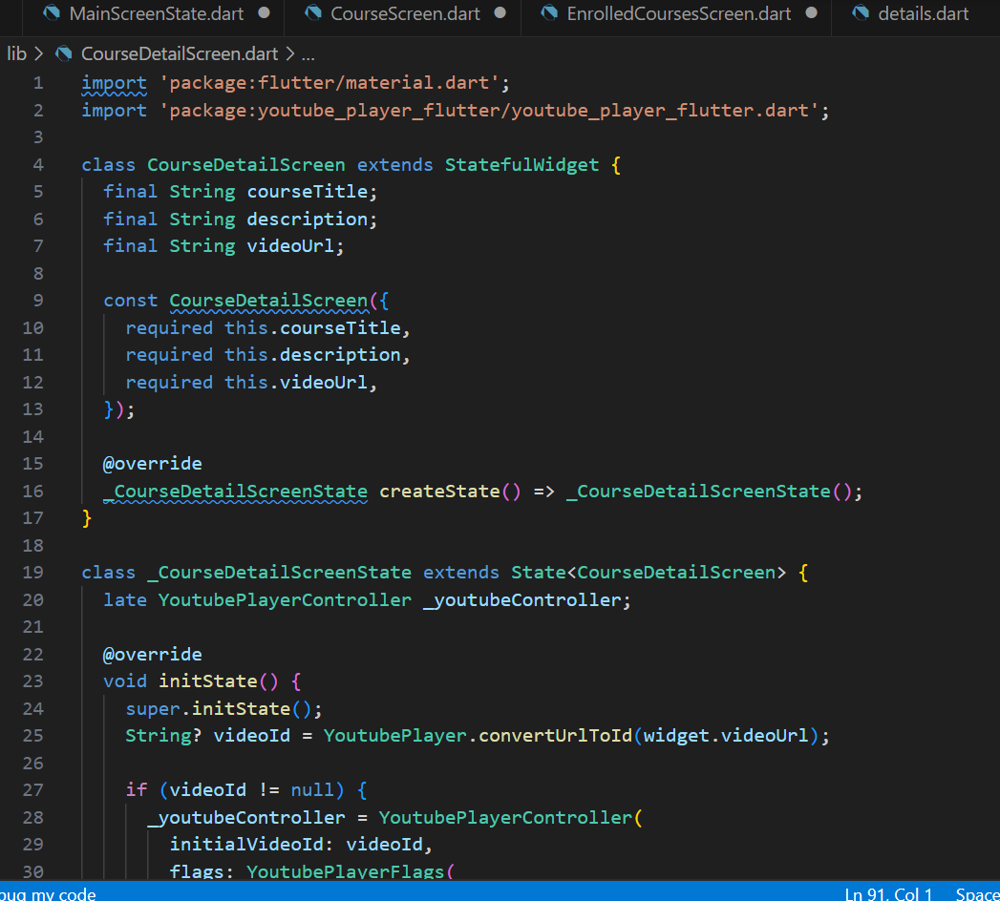 MainScreenState.dart CourseScreen.dart EnrolledCoursesScreen.dart details.dart
lib > CourseDetailScreen.dart > ...
1 import 'package:flutter/material.dart';
2 import 'package:youtube_player_flutter/youtube_player_flutter.dart';
3
4 class CourseDetailScreen extends StatefulWidget {
5   final String courseTitle;
6   final String description;
7   final String videoUrl;
8
9   const CourseDetailScreen({
10     required this.courseTitle,
11     required this.description,
12     required this.videoUrl,
13   });
14
15   @override
16   _CourseDetailScreenState createState() => _CourseDetailScreenState();
17 }
18
19 class _CourseDetailScreenState extends State<CourseDetailScreen> {
20   late YoutubePlayerController _youtubeController;
21
22   @override
23   void initState() {
24     super.initState();
25     String? videoId = YoutubePlayer.convertUrlToId(widget.videoUrl);
26
27     if (videoId != null) {
28       _youtubeController = YoutubePlayerController(
29         initialVideoId: videoId,
30         flags: YoutubePlayerFlags(
bug my code Ln 91, Col 1 Space